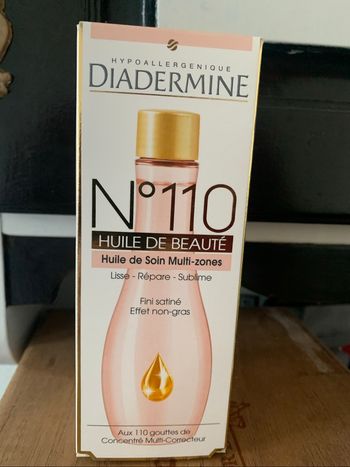 HYPOALLERGENIQUE
DIADERMINE
N°110
HUILE DE BEAUTÉ
Huile de Soin Multi-zones
Lisse - Répare - Sublime
Fini satiné
Effet non-gras
Aux 110 gouttes de
Concentré Multi-Correcteur